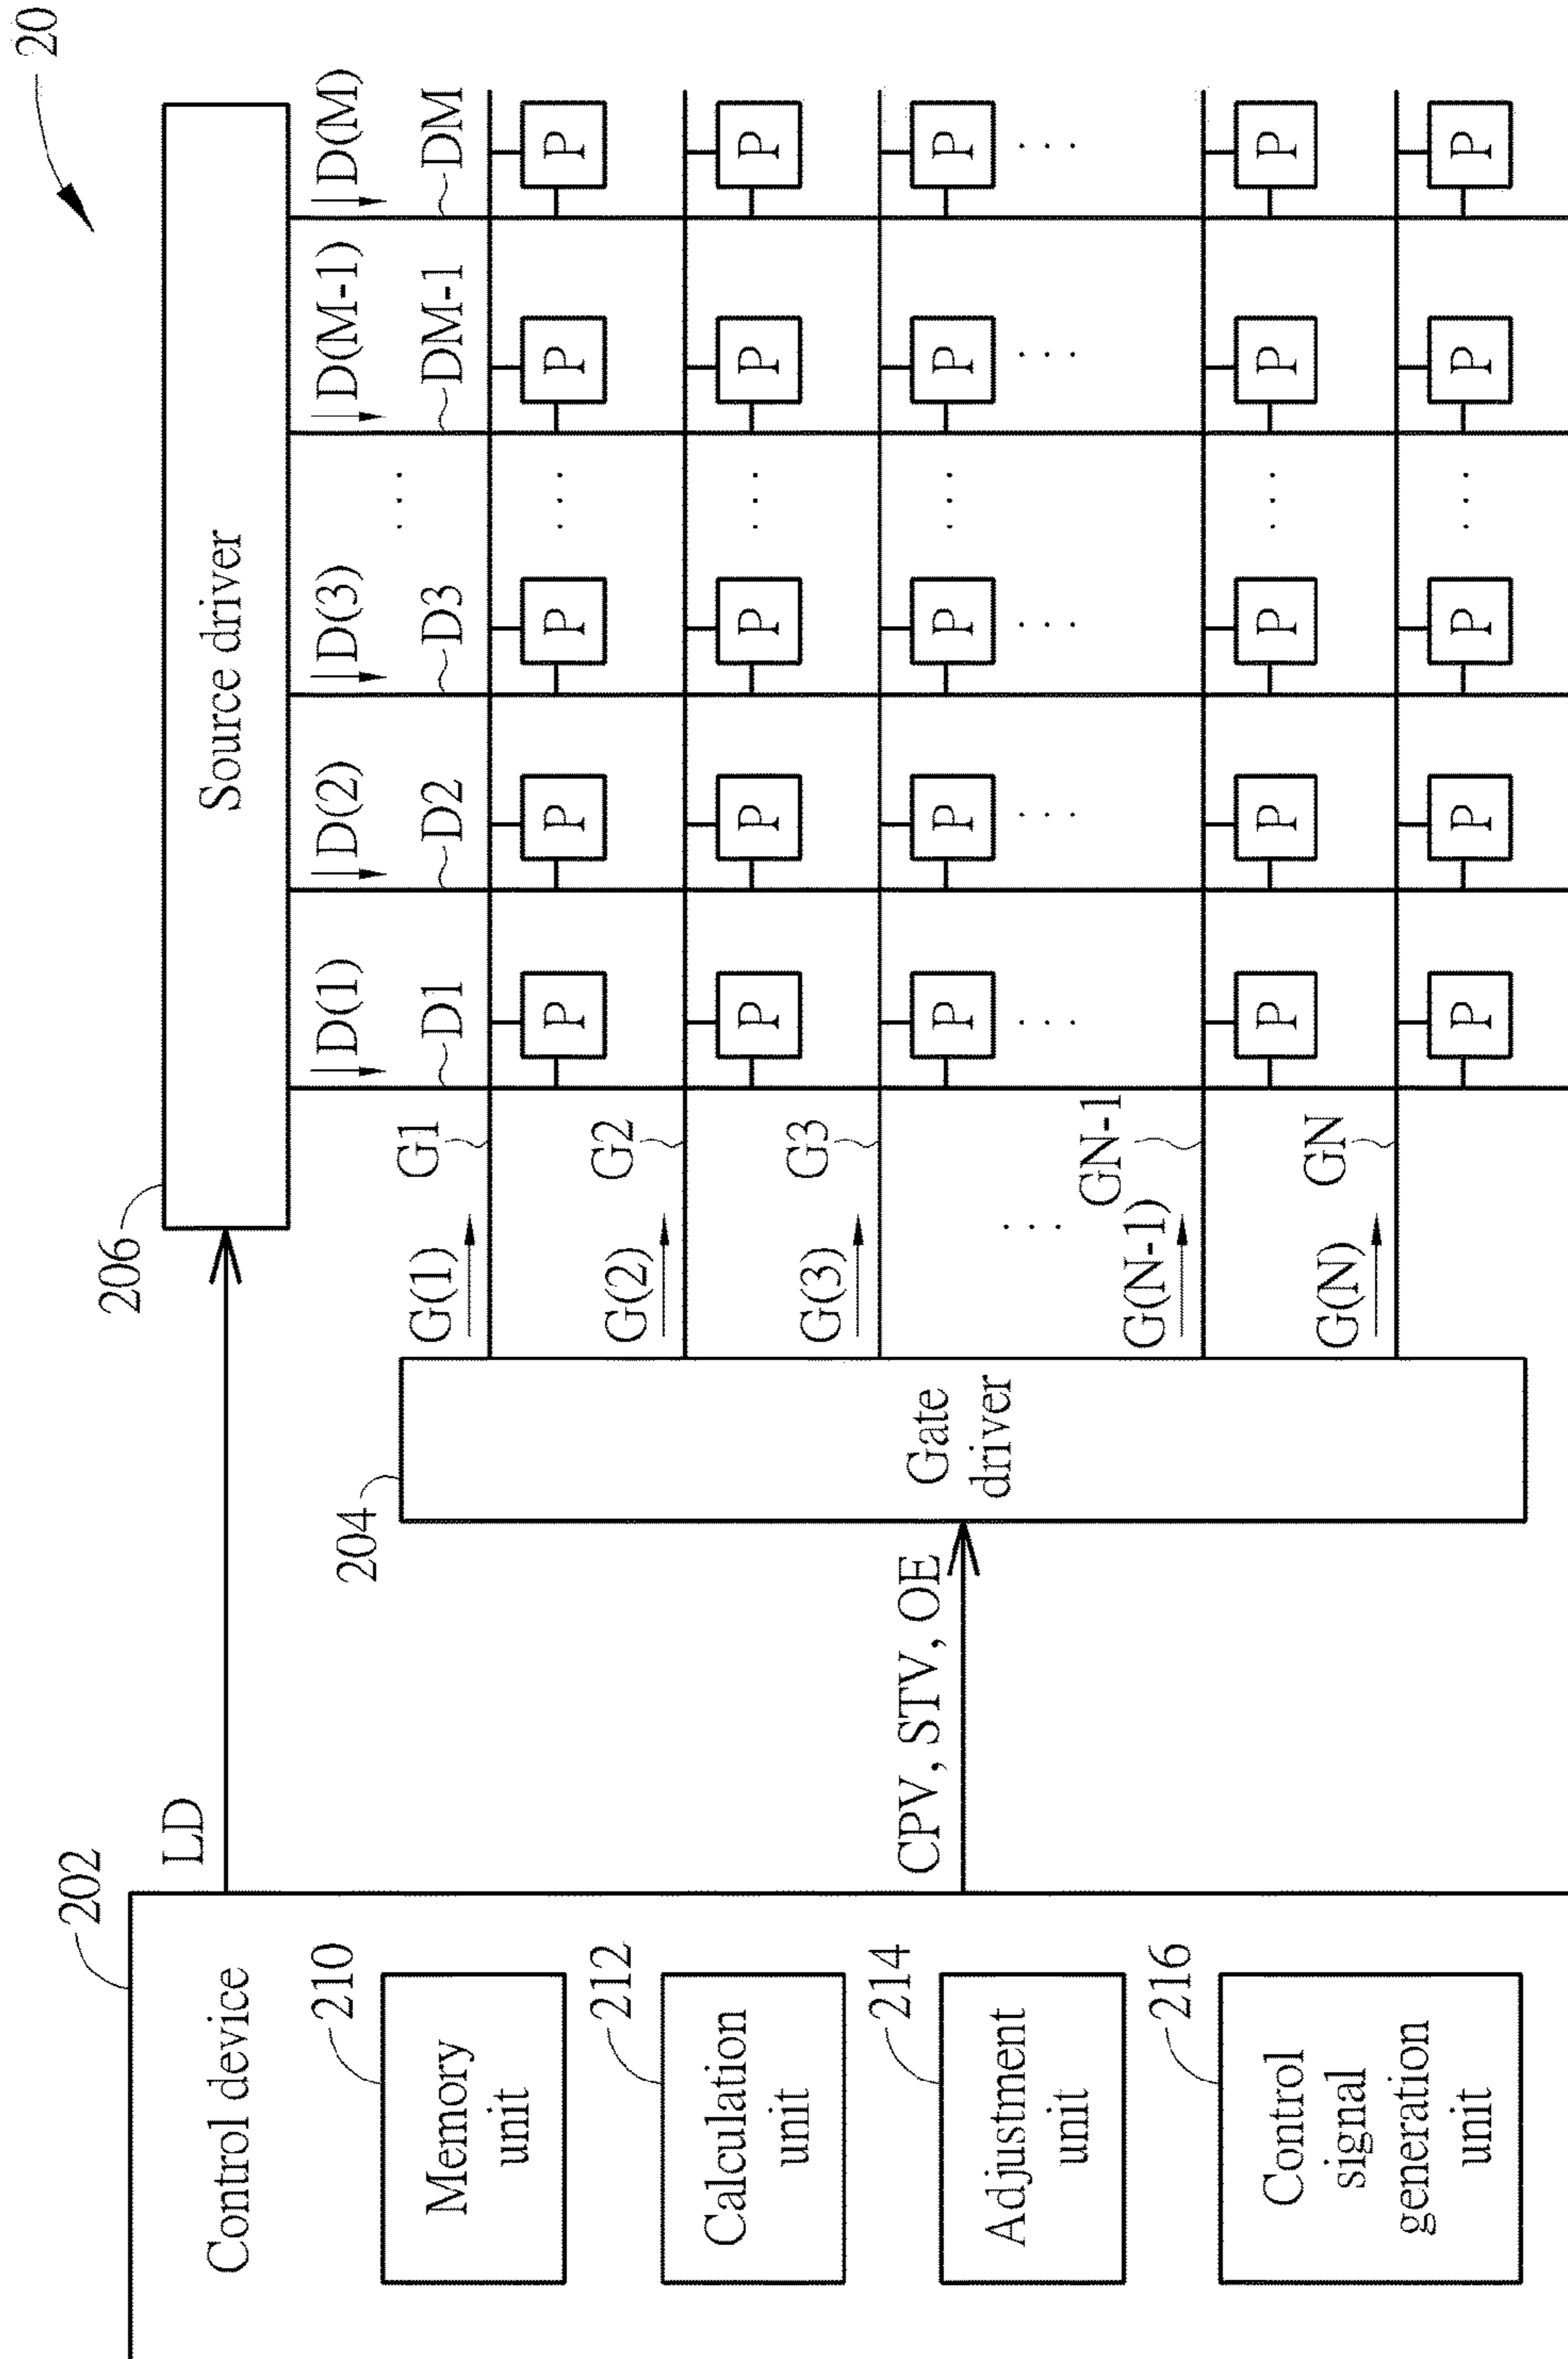 20
206
Source driver
202
LD
Control device
D(1)
D(2)
D(3)
D(M-1)
D(M)
D1
D2
D3
...
DM-1
DM
210
Memory
unit
204
G(1)
G1
P
P
P
...
P
P
212
Calculation
unit
G(2)
G2
P
P
P
...
P
P
CPV, STV, OE
Gate
driver
G(3)
G3
P
P
P
...
P
P
214
Adjustment
unit
...
...
...
...
...
...
G(N-1)
GN-1
P
P
P
...
P
P
216
Control
signal
generation
unit
G(N)
GN
P
P
P
...
P
P